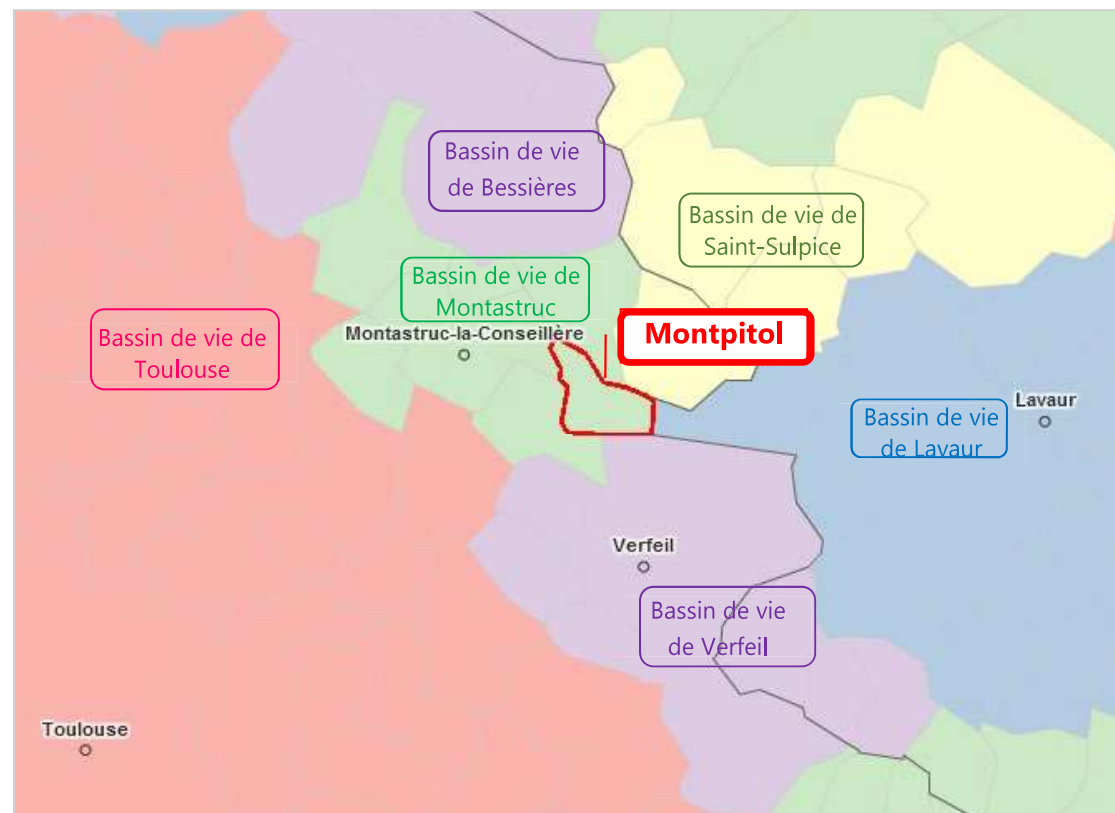 Bassin de vie
de Bessières
Bassin de vie de
Saint-Sulpice
Bassin de vie de
Montastruc
Montpitol
Montastruc-la-Conseillère
Bassin de vie de
Toulouse
Lavaur
Bassin de vie
de Lavaur
Verfeil
Bassin de vie
de Verfeil
Toulouse